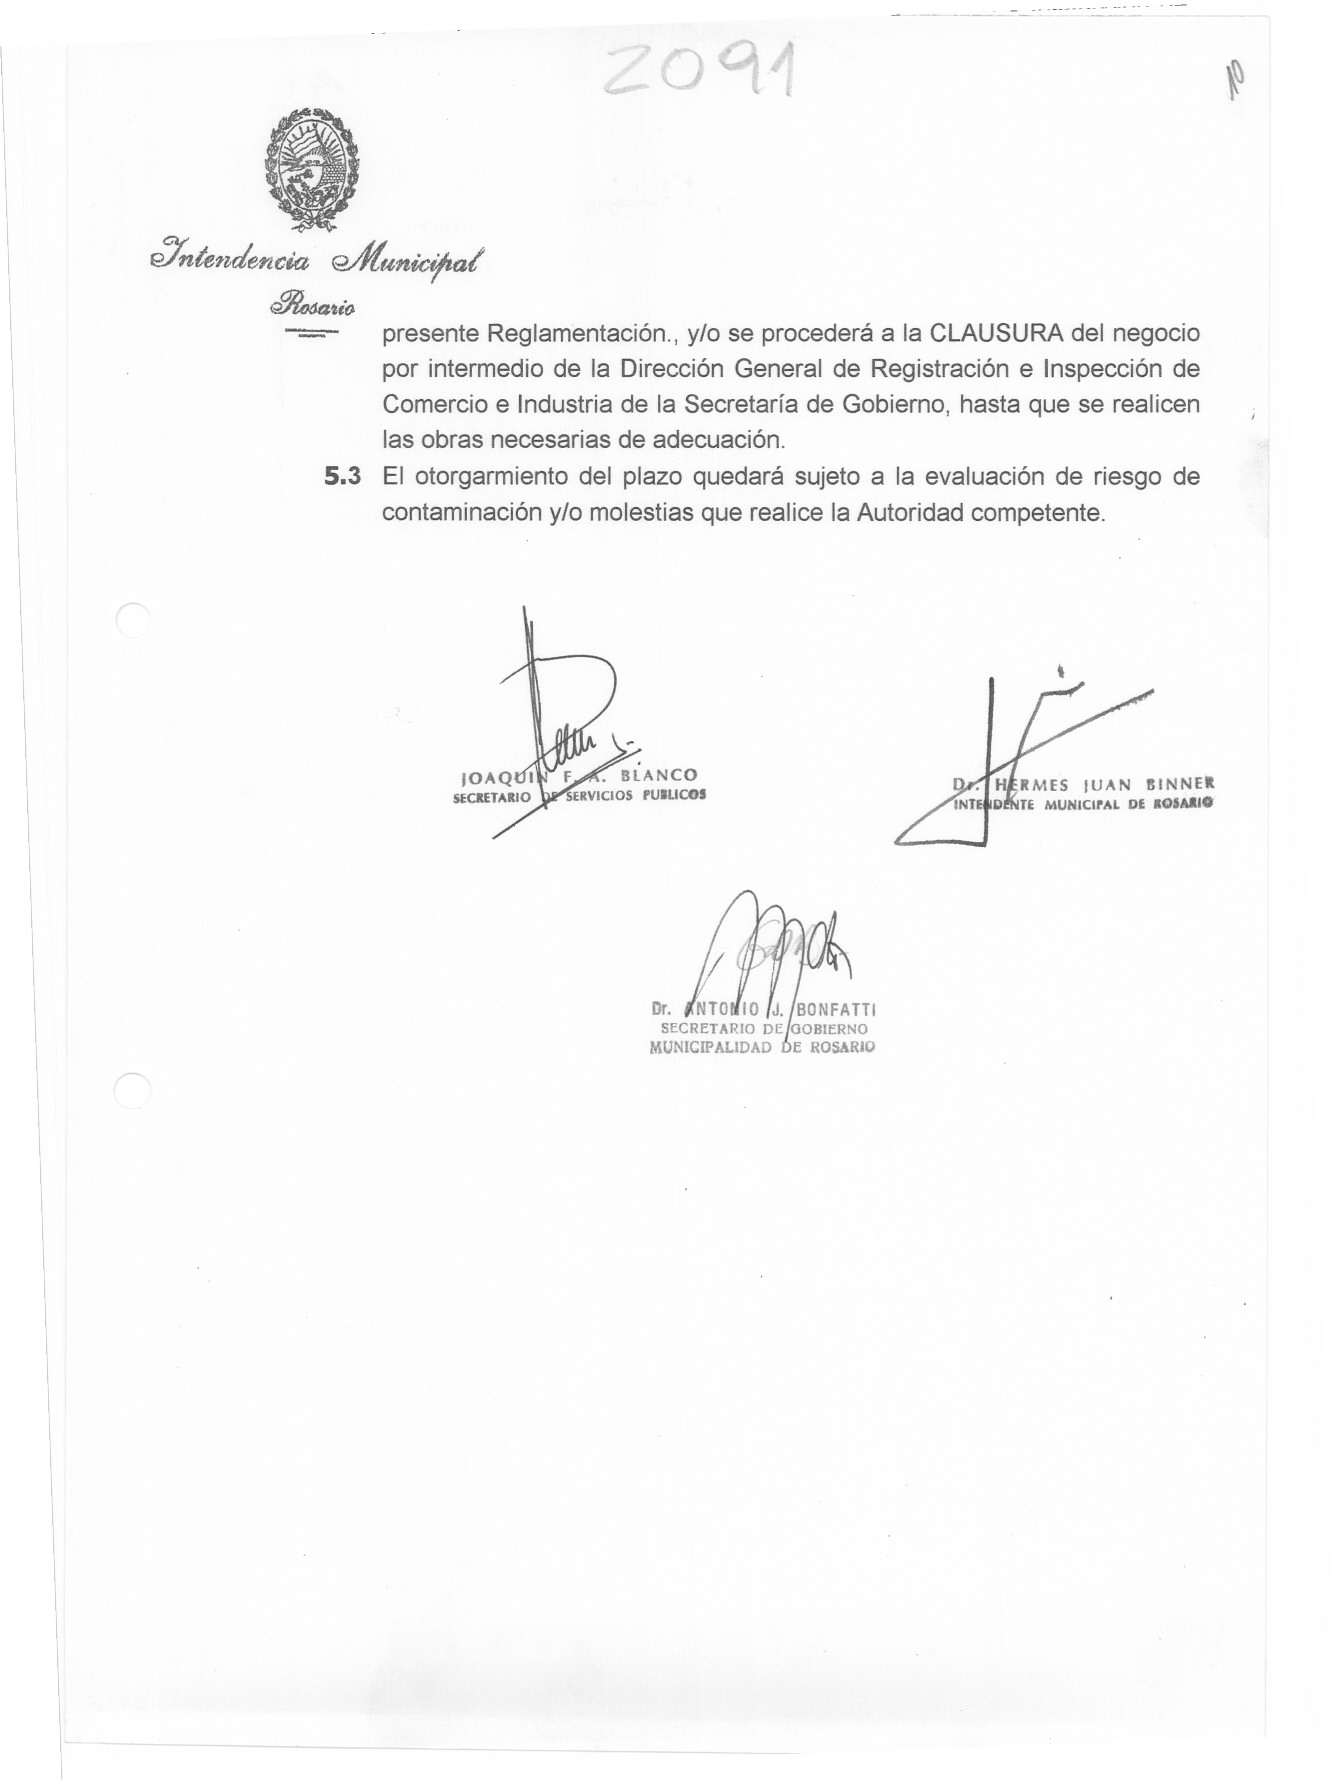 2091
10
Intendencia Municipal
Rosario
presente Reglamentación., y/o se procederá a la CLAUSURA del negocio
por intermedio de la Dirección General de Registración e Inspección de
Comercio e Industria de la Secretaría de Gobierno, hasta que se realicen
las obras necesarias de adecuación.
5.3 El otorgarmiento del plazo quedará sujeto a la evaluación de riesgo de
contaminación y/o molestias que realice la Autoridad competente.
JOAQUIN F. A. BLANCO
SECRETARIO DE SERVICIOS PUBLICOS
Dr. HERMES JUAN BINNER
INTENDENTE MUNICIPAL DE ROSARIO
Dr. ANTONIO J. BONFATTI
SECRETARIO DE GOBIERNO
MUNICIPALIDAD DE ROSARIO